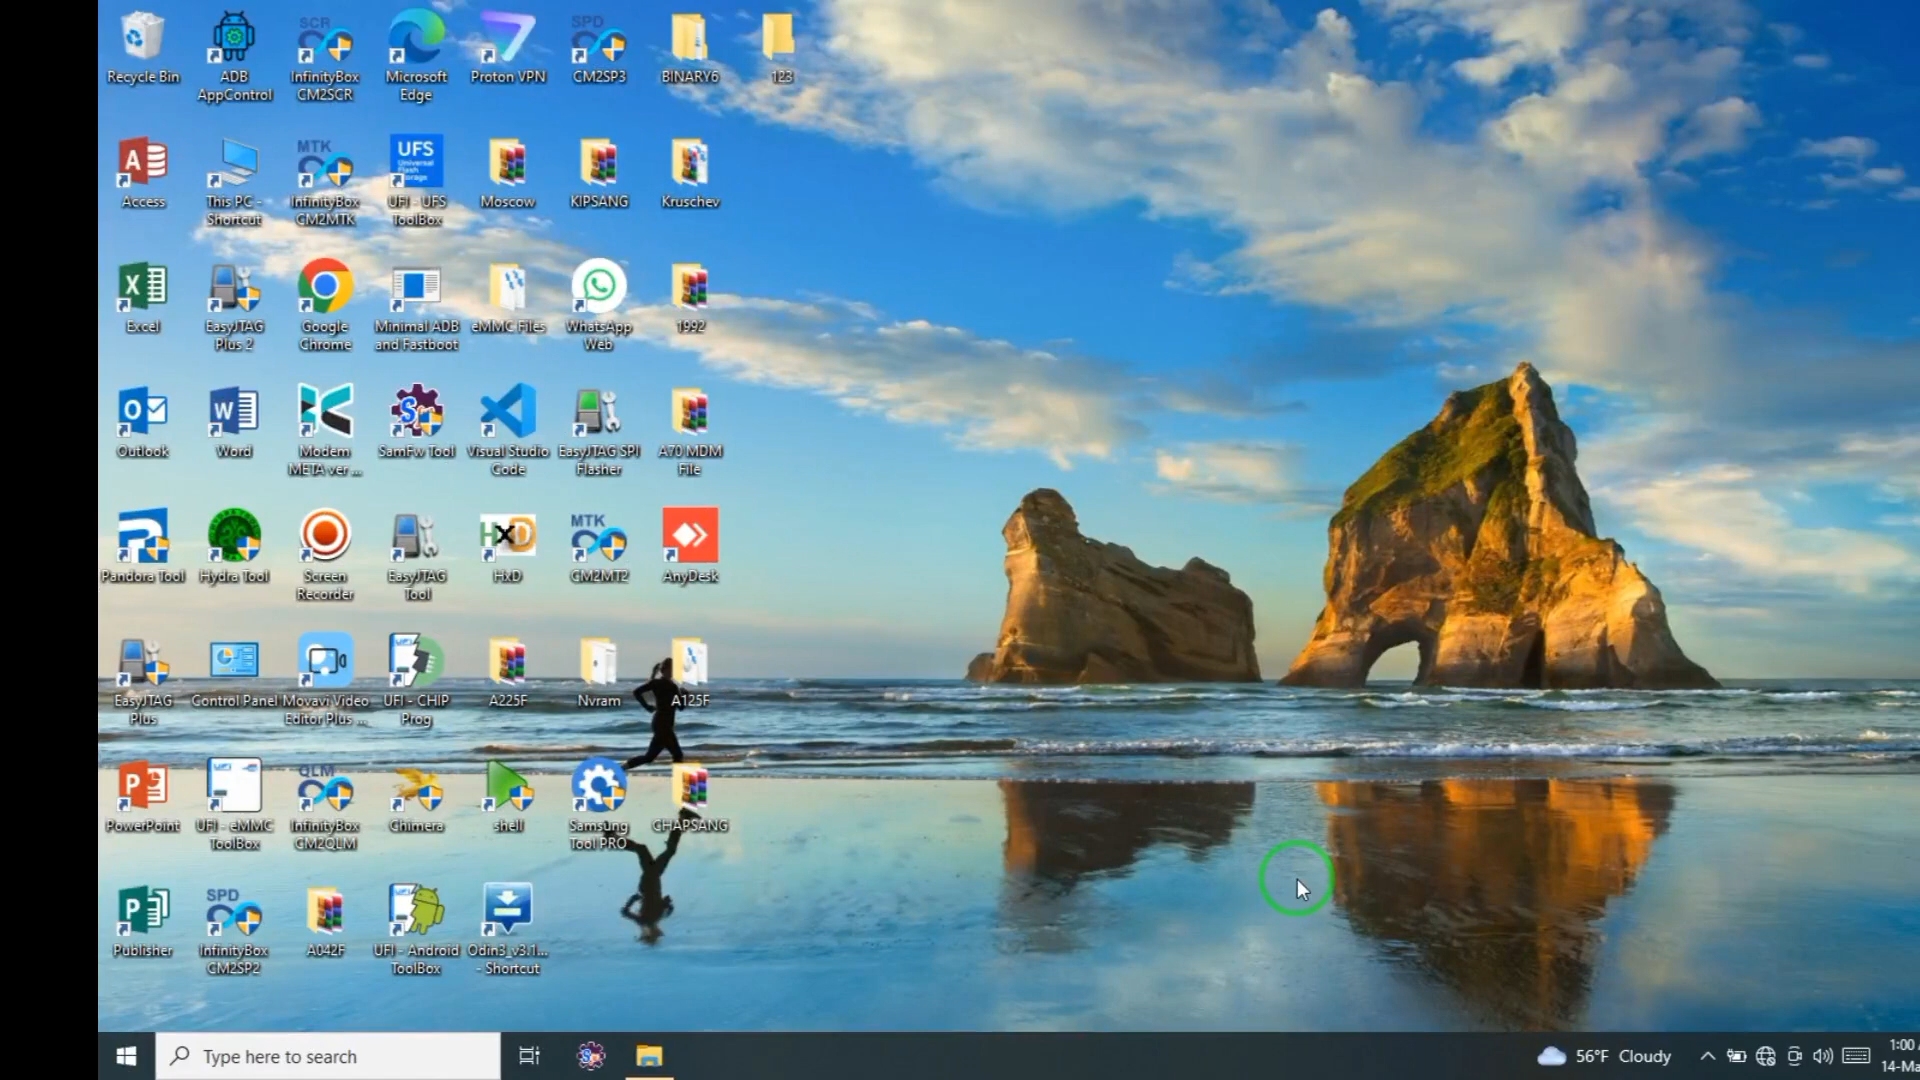 Recycle Bin
ADB
AppControl
SCR
InfinityBox
CM2SCR
Microsoft
Edge
Proton VPN
SPD
CM2SP3
BINARY6
123
Access
This PC -
Shortcut
MTK
InfinityBox
CM2MTK
UFS
Universal
Flash
Storage
UFI - UFS
ToolBox
Moscow
KIPSANG
Kruschev
Excel
EasyJTAG
Plus 2
Google
Chrome
Minimal ADB
and Fastboot
eMMC Files
WhatsApp
Web
1992
Outlook
Word
Modem
META ver ...
SamFw Tool
Visual Studio
Code
EasyJTAG SPI
Flasher
A70 MDM
File
Pandora Tool
Hydra Tool
Screen
Recorder
EasyJTAG
Tool
HxD
HxD
MTK
CM2MT2
AnyDesk
EasyJTAG
Plus
Control Panel
Movavi Video
Editor Plus ...
UFI
UFI - CHIP
Prog
A225F
Nvram
A125F
PowerPoint
UFI
UFI - eMMC
ToolBox
QLM
InfinityBox
CM2QLM
Chimera
shell
Samsung
Tool PRO
CHAPSANG
Publisher
SPD
InfinityBox
CM2SP2
A042F
UFI
UFI - Android
ToolBox
Odin3_v3.1...
- Shortcut
Type here to search
56°F Cloudy
1:00
14-Ma